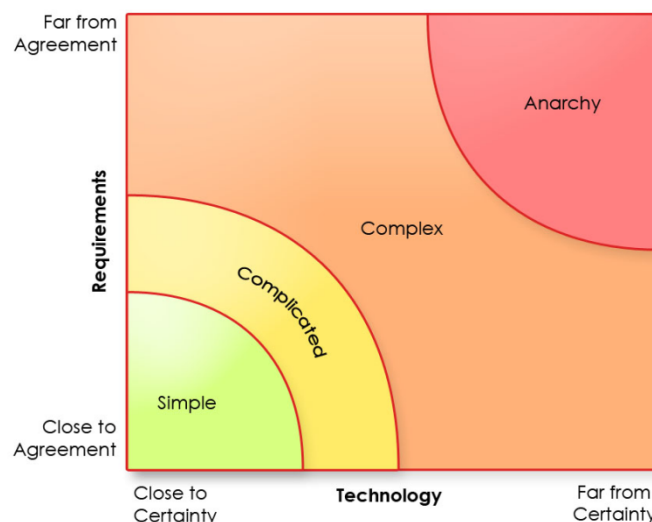 Far from
Agreement
Anarchy
Requirements
Complex
Complicated
Simple
Close to
Agreement
Close to
Certainty
Technology
Far from
Certainty